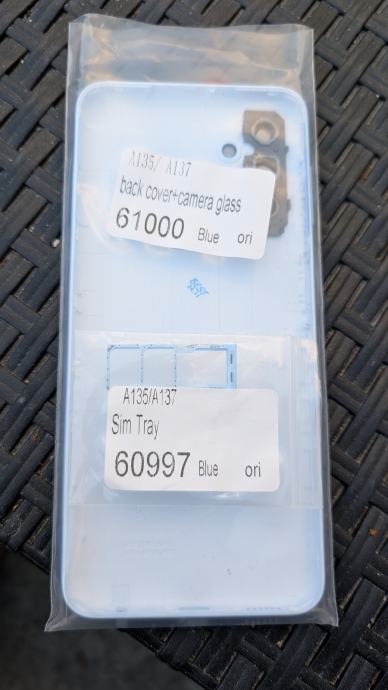 A135/ A137
back cover+camera glass
61000 Blue ori
A135/A137
Sim Tray
60997 Blue ori